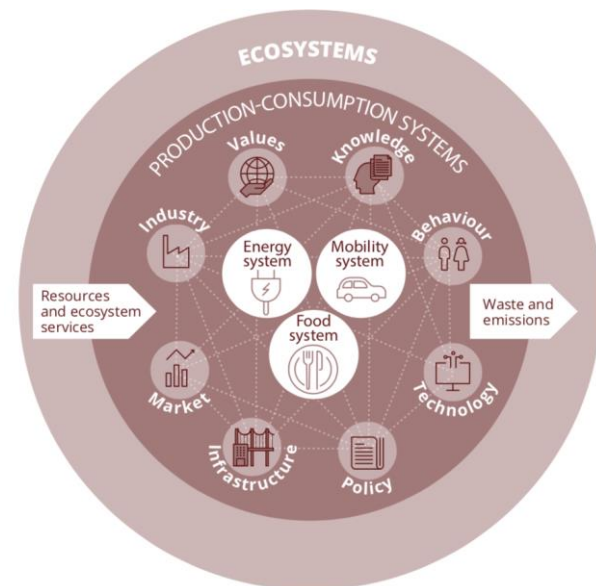 ECOSYSTEMS
PRODUCTION-CONSUMPTION SYSTEMS
Values
Knowledge
Industry
Behaviour
Energy
system
Mobility
system
Resources
and ecosystem
services
Waste and
emissions
Food
system
Market
Technology
Infrastructure
Policy